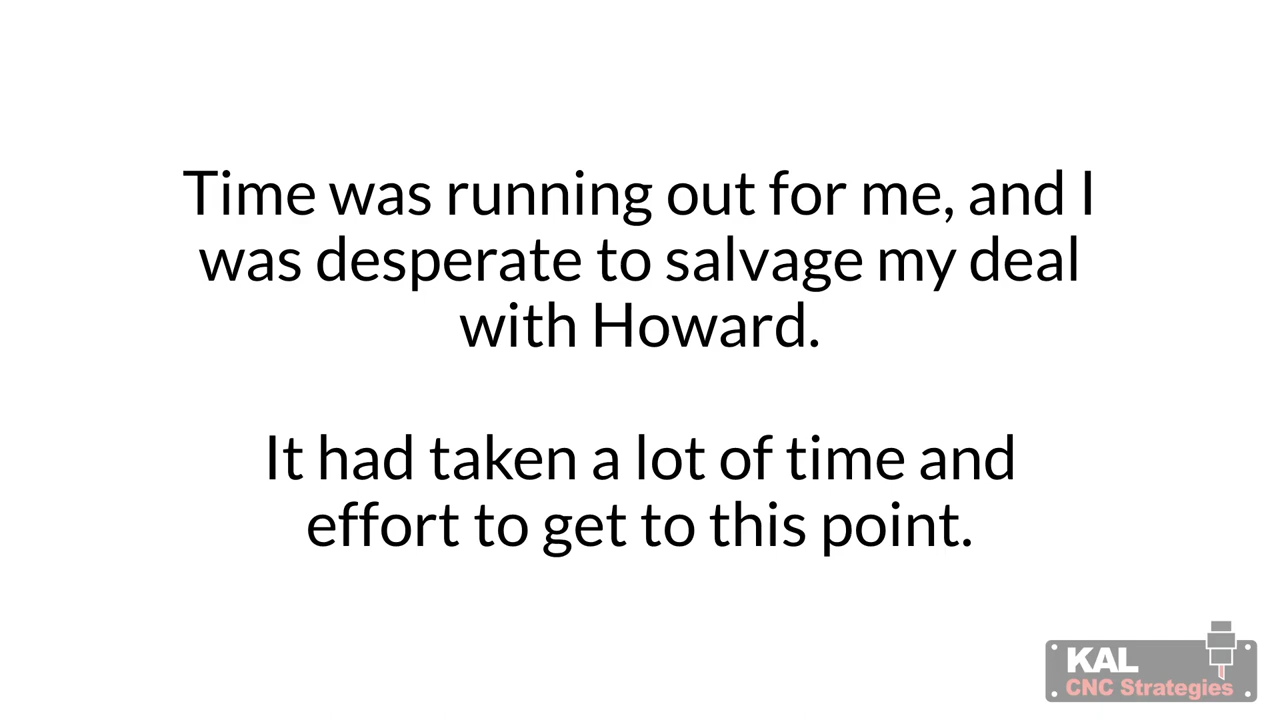 Time was running out for me, and I
was desperate to salvage my deal
with Howard.
It had taken a lot of time and
effort to get to this point.
KAL
CNC Strategies